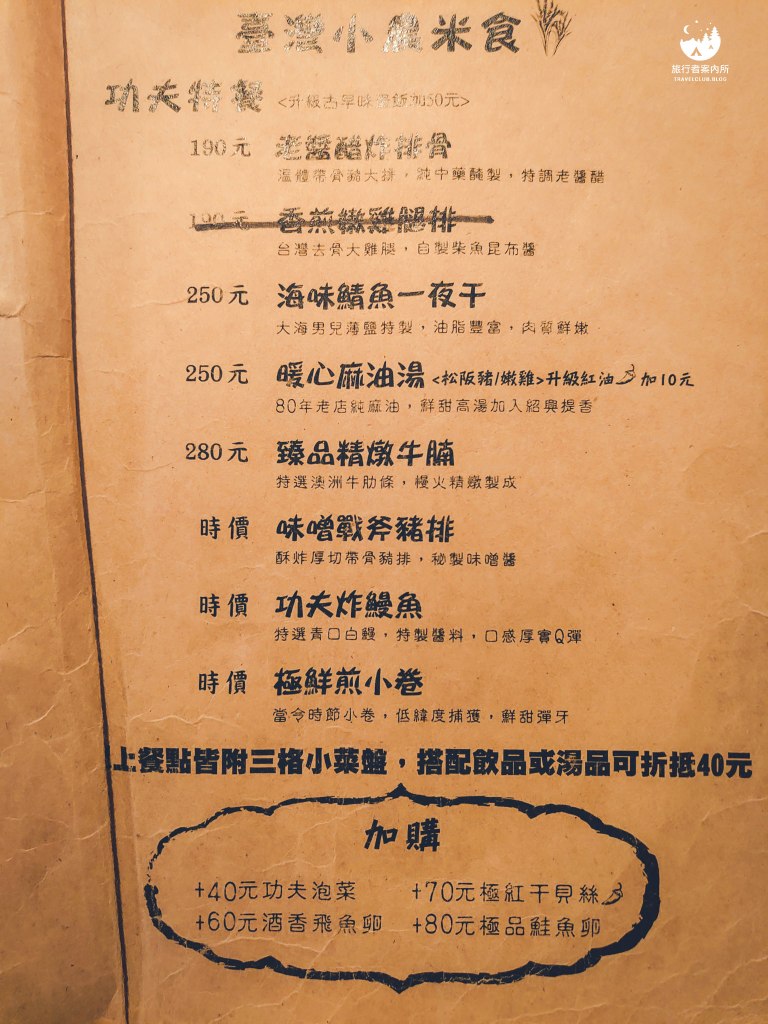 臺灣小農米食
旅行者案內所
TRAVELCLUB.BLOG
功夫特餐 <升級古早味醬飯加50元>
190元 老醬醋炸排骨
溫體帶骨豬大排，純中藥醃製，特調老醬醋
190元 香煎嫩雞腿排
台灣去骨大雞腿，自製柴魚昆布醬
250元 海味鯖魚一夜干
大海男兒薄鹽特製，油脂豐富，肉質鮮嫩
250元 暖心麻油湯 <松阪豬/嫩雞>升級紅油 加10元
80年老店純麻油，鮮甜高湯加入紹興提香
280元 臻品精燉牛腩
特選澳洲牛肋條，慢火精燉製成
時價 味噌戰斧豬排
酥炸厚切帶骨豬排，秘製味噌醬
時價 功夫炸鰻魚
特選青口白饅，特製醬料，口感厚實Q彈
時價 極鮮煎小卷
當令時節小卷，低緯度捕獲，鮮甜彈牙
上餐點皆附三格小菜盤，搭配飲品或湯品可折抵40元
加購
+40元功夫泡菜 +70元極紅干貝絲
+60元酒香飛魚卵 +80元極品鮭魚卵